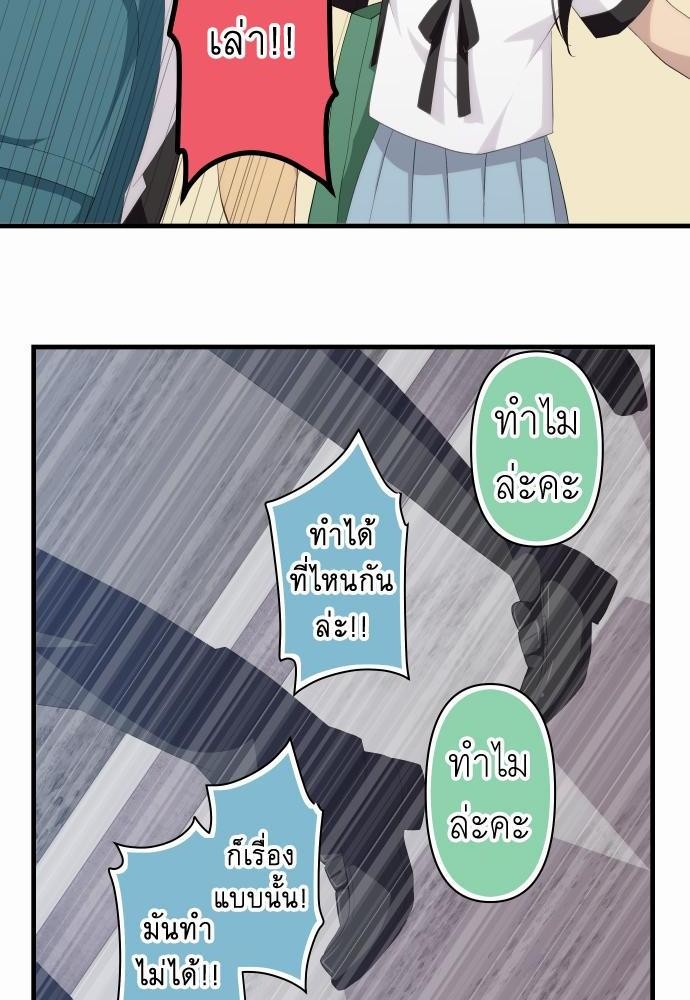 เล่า!!
ทำไม
ล่ะคะ
ทำได้
ที่ไหนกัน
ล่ะ!!
ทำไม
ล่ะคะ
ก็เรื่อง
แบบนั้น!
มันทำ
ไม่ได้!!